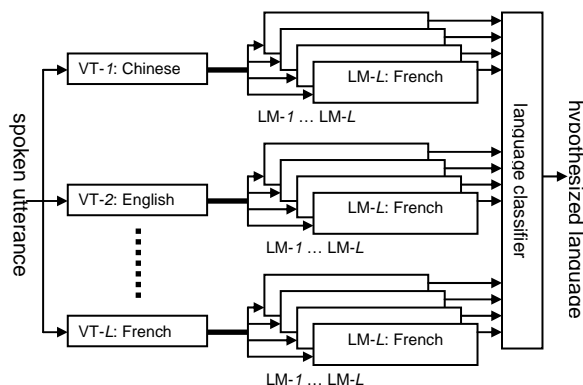 spoken utterance
VT-1: Chinese
LM-L: French
LM-1 ... LM-L
VT-2: English
LM-L: French
LM-1 ... LM-L
VT-L: French
LM-L: French
LM-1 ... LM-L
language classifier
hypothesized language